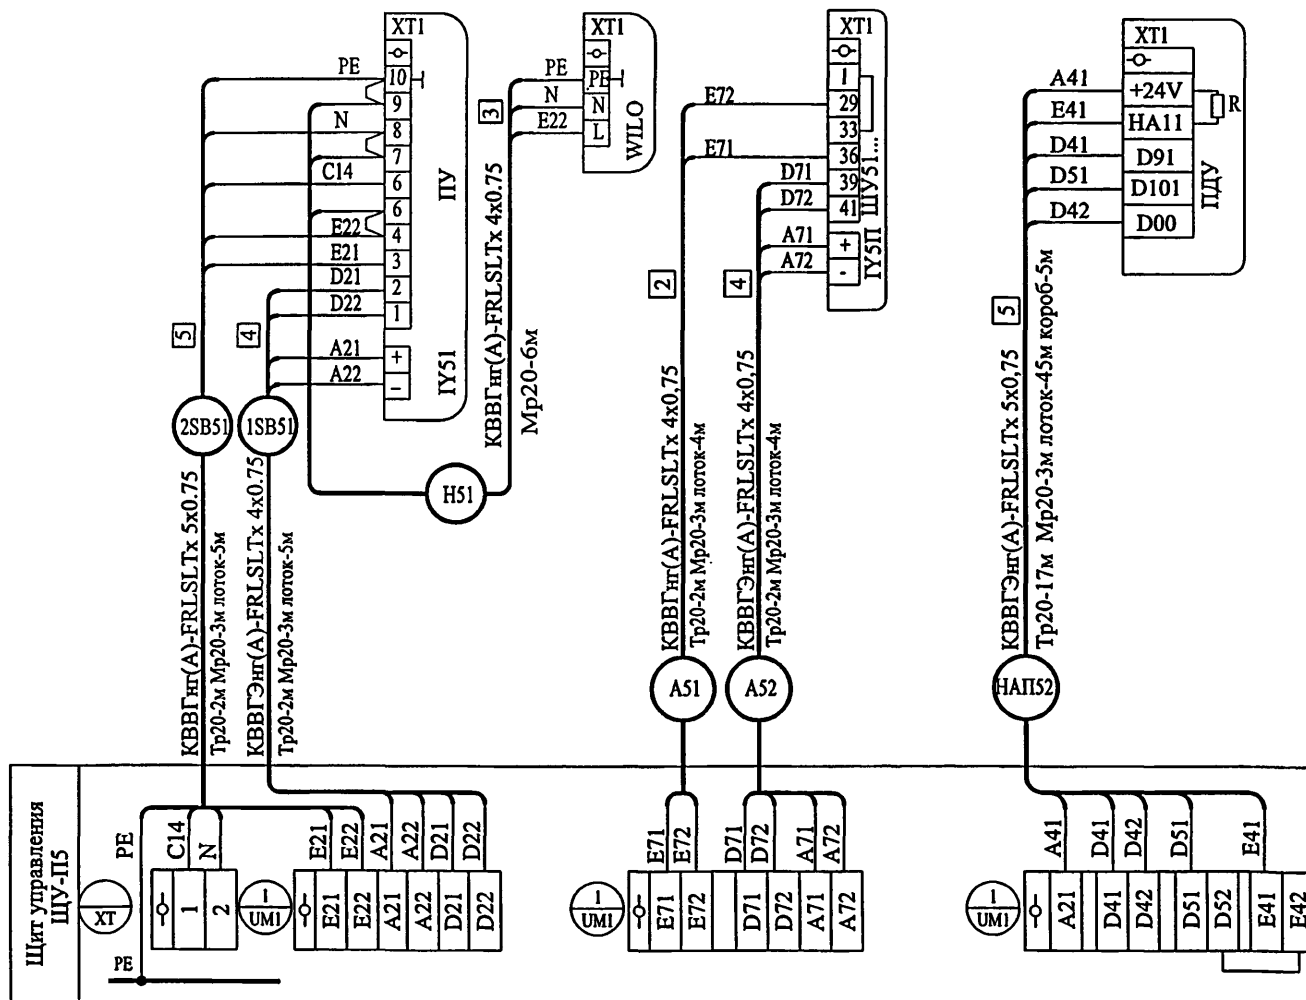 XT1
PE
10
9
N
8
7
C14
6
6
E22
4
E21
3
D21
2
D22
1
A21
+
A22
−
ПУ
IY51
5
4
2SB51
1SB51
КВВГнг(А)-FRLSLTx 5x0.75
Тр20-2м Мр20-3м лоток-5м
КВВГЭнг(А)-FRLSLTx 4x0.75
Тр20-2м Мр20-3м лоток-5м
XT1
PE
PE
N
N
E22
L
WILO
3
КВВГнг(А)-FRLSLTx 4x0.75
Мр20-6м
H51
XT1
1
E72
29
33
E71
36
D71
39
D72
41
A71
+
A72
-
ШУ51...
IY5П
2
4
КВВГнг(А)-FRLSLTx 4x0,75
Тр20-2м Мр20-3м лоток-4м
КВВГЭнг(А)-FRLSLTx 4x0,75
Тр20-2м Мр20-3м лоток-4м
A51
A52
XT1
A41
+24V
R
E41
HA11
D41
D91
D51
D101
D42
D00
ПДУ
5
КВВГЭнг(А)-FRLSLTx 5x0,75
Тр20-17м Мр20-3м лоток-45м короб-5м
НАП52
Щит управления
ЩУ-П5
PE
C14
N
E21
E22
A21
A22
D21
D22
XT
1
2
1
UM1
E21
E22
A21
A22
D21
D22
PE
E71
E72
D71
D72
A71
A72
1
UM1
E71
E72
D71
D72
A71
A72
A41
D41
D42
D51
E41
1
UM1
A21
D41
D42
D51
D52
E41
E42